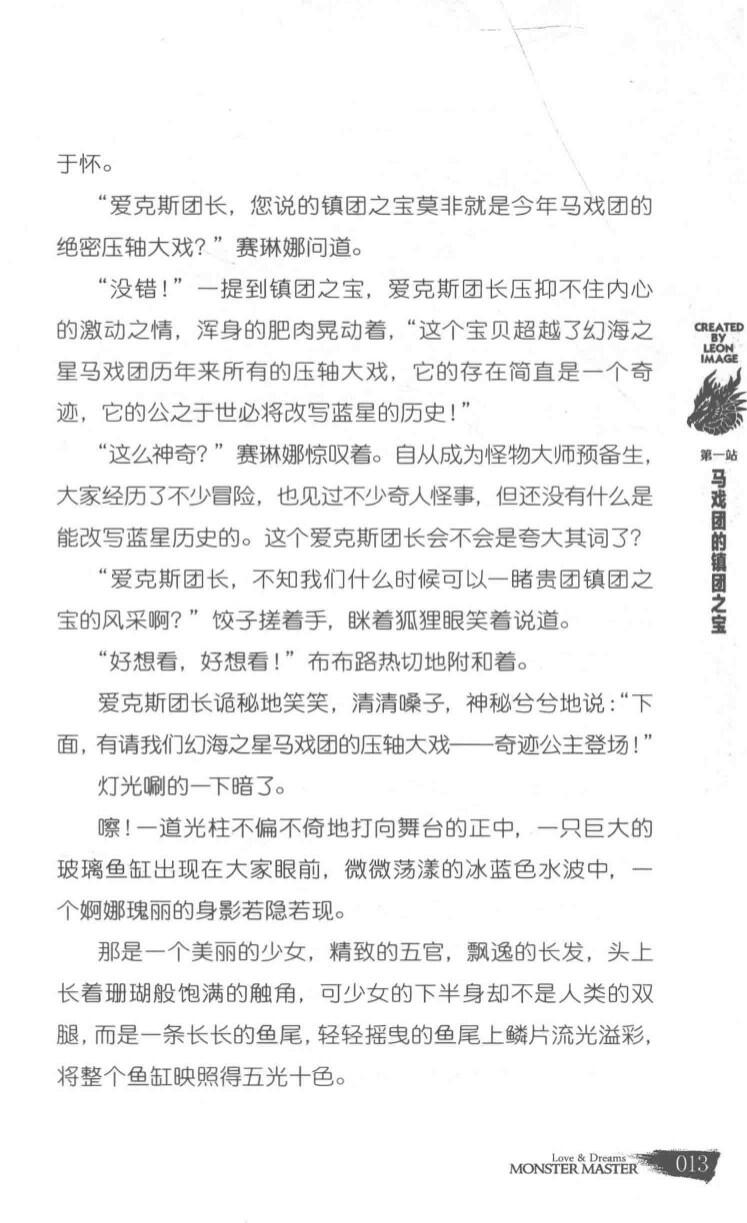 于怀。
“爱克斯团长，您说的镇团之宝莫非就是今年马戏团的
绝密压轴大戏？”赛琳娜问道。
“没错！”一提到镇团之宝，爱克斯团长压抑不住内心
的激动之情，浑身的肥肉晃动着，“这个宝贝超越了幻海之
星马戏团历年来所有的压轴大戏，它的存在简直是一个奇
迹，它的公之于世必将改写蓝星的历史！”
“这么神奇？”赛琳娜惊叹着。自从成为怪物大师预备生，
大家经历了不少冒险，也见过不少奇人怪事，但还没有什么是
能改写蓝星历史的。这个爱克斯团长会不会是夸大其词了？
“爱克斯团长，不知我们什么时候可以一睹贵团镇团之
宝的风采啊？”饺子搓着手，眯着狐狸眼笑着说道。
“好想看，好想看！”布布路热切地附和着。
爱克斯团长诡秘地笑笑，清清嗓子，神秘兮兮地说：“下
面，有请我们幻海之星马戏团的压轴大戏——奇迹公主登场！”
灯光唰的一下暗了。
嚓！一道光柱不偏不倚地打向舞台的正中，一只巨大的
玻璃鱼缸出现在大家眼前，微微荡漾的冰蓝色水波中，一
个婀娜瑰丽的身影若隐若现。
那是一个美丽的少女，精致的五官，飘逸的长发，头上
长着珊瑚般饱满的触角，可少女的下半身却不是人类的双
腿，而是一条长长的鱼尾，轻轻摇曳的鱼尾上鳞片流光溢彩，
将整个鱼缸映照得五光十色。
CREATED
BY
LEON
IMAGE
第一站
马戏团的镇团之宝
Love & Dreams
MONSTER MASTER
013